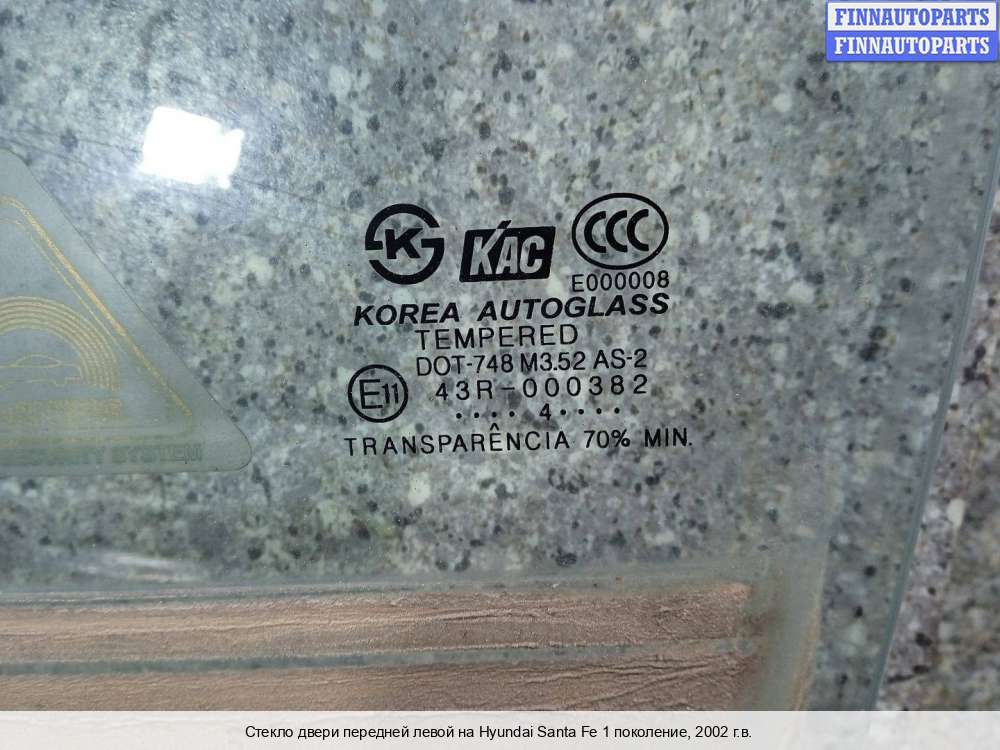 FINNAUTOPARTS
FINNAUTOPARTS
K KAC CCC
E000008
KOREA AUTOGLASS
TEMPERED
DOT-748 M3.52 AS-2
E11 43R-000382
.... 4 ....
TRANSPARÊNCIA 70% MIN.
Стекло двери передней левой на Hyundai Santa Fe 1 поколение, 2002 г.в.